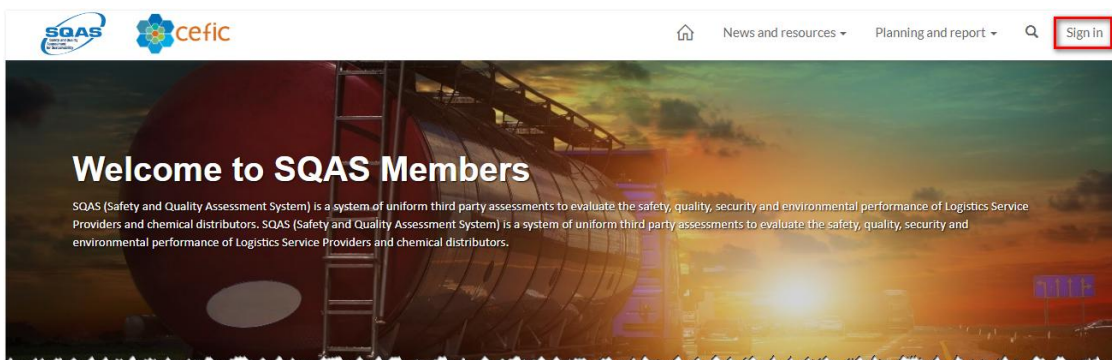 SQAS
cefic
News and resources
Planning and report
Sign in
Welcome to SQAS Members
SQAS (Safety and Quality Assessment System) is a system of uniform third party assessments to evaluate the safety, quality, security and environmental performance of Logistics Service
Providers and chemical distributors. SQAS (Safety and Quality Assessment System) is a system of uniform third party assessments to evaluate the safety, quality, security and
environmental performance of Logistics Service Providers and chemical distributors.